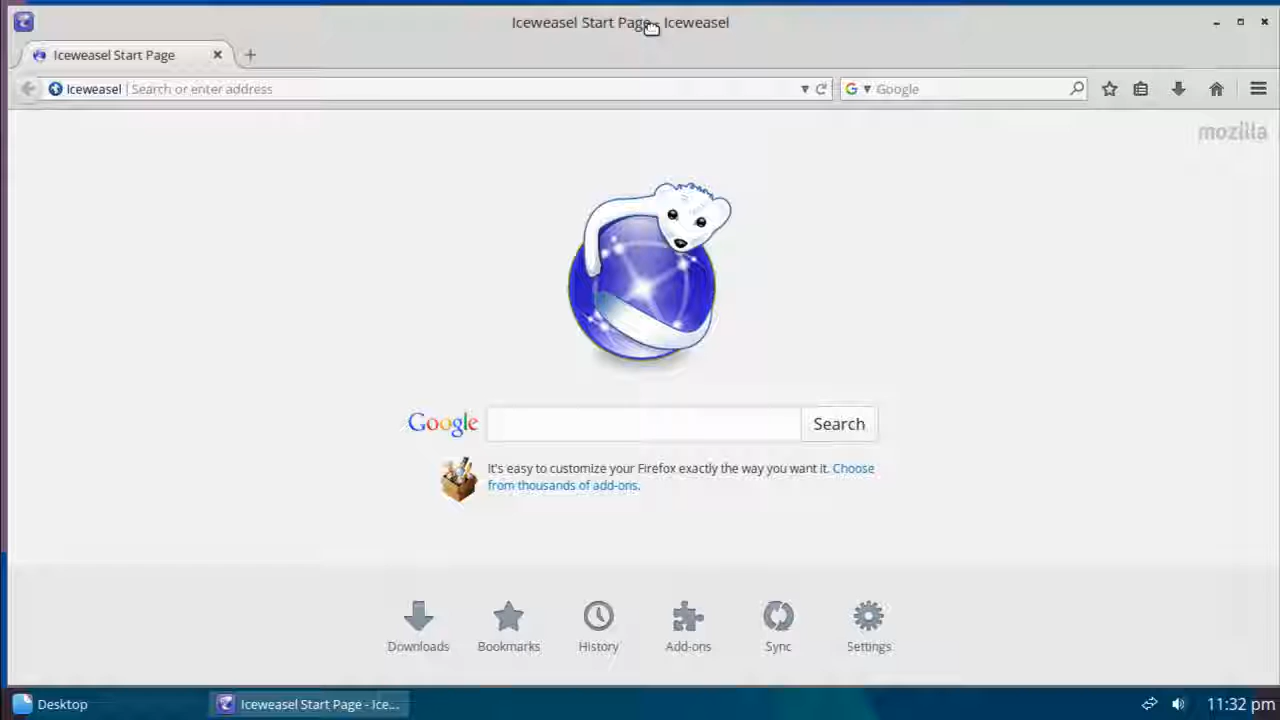 Iceweasel Start Page - Iceweasel
Iceweasel Start Page
Iceweasel Search or enter address
Google
mozilla
Google Search
It's easy to customize your Firefox exactly the way you want it. Choose
from thousands of add-ons.
Downloads Bookmarks History Add-ons Sync Settings
Desktop Iceweasel Start Page - Ice... 11:32 pm